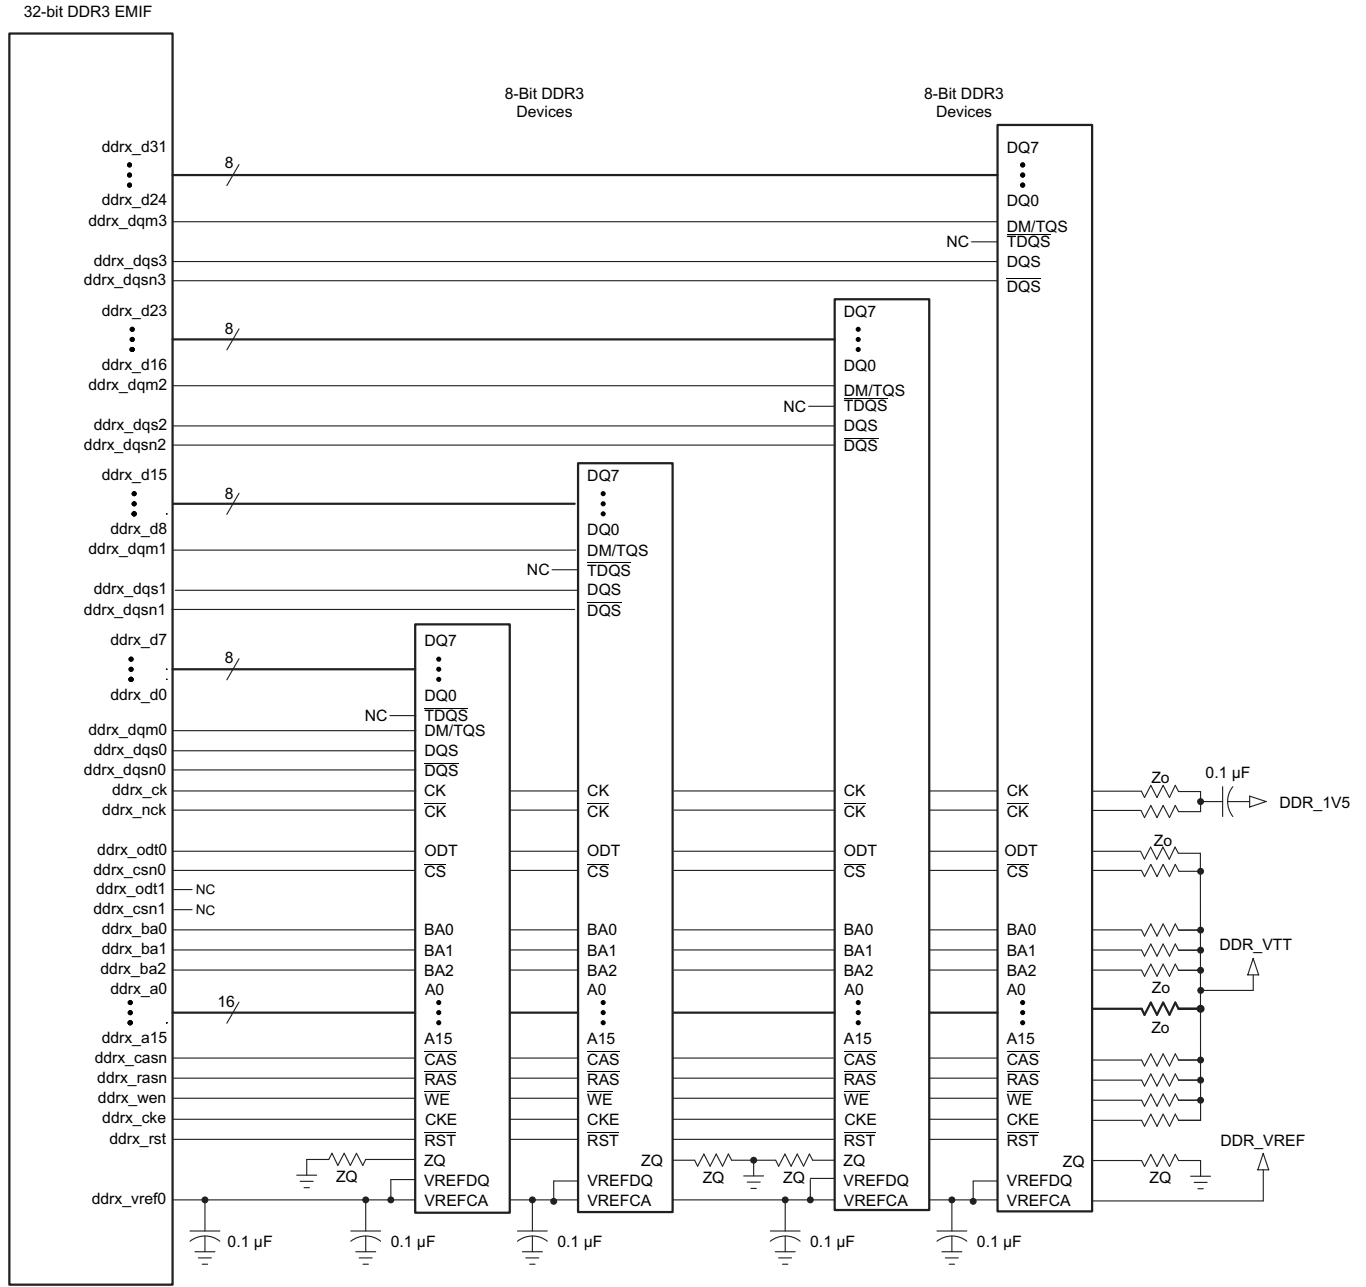 32-bit DDR3 EMIF
8-Bit DDR3
Devices
8-Bit DDR3
Devices
ddrx_d31
8
DQ7
ddrx_d24
DQ0
ddrx_dqm3
DM/TQS
NC
TDQS
ddrx_dqs3
DQS
ddrx_dqsn3
DQS
ddrx_d23
8
DQ7
ddrx_d16
DQ0
ddrx_dqm2
DM/TQS
NC
TDQS
ddrx_dqs2
DQS
ddrx_dqsn2
DQS
ddrx_d15
8
DQ7
ddrx_d8
DQ0
ddrx_dqm1
DM/TQS
NC
TDQS
ddrx_dqs1
DQS
ddrx_dqsn1
DQS
ddrx_d7
8
DQ7
ddrx_d0
DQ0
NC
TDQS
ddrx_dqm0
DM/TQS
ddrx_dqs0
DQS
ddrx_dqsn0
DQS
ddrx_ck CK CK CK CK Zo 0.1 µF
ddrx_nck CK CK CK CK DDR_1V5
ddrx_odt0 ODT ODT ODT ODT Zo
ddrx_csn0 CS CS CS CS
ddrx_odt1 NC
ddrx_csn1 NC
ddrx_ba0 BA0 BA0 BA0 BA0
ddrx_ba1 BA1 BA1 BA1 BA1 DDR_VTT
ddrx_ba2 BA2 BA2 BA2 BA2
ddrx_a0 A0 A0 A0 A0 Zo
16
Zo
ddrx_a15 A15 A15 A15 A15
ddrx_casn CAS CAS CAS CAS
ddrx_rasn RAS RAS RAS RAS
ddrx_wen WE WE WE WE
ddrx_cke CKE CKE CKE CKE
ddrx_rst RST RST RST RST DDR_VREF
ZQ ZQ ZQ ZQ
ZQ ZQ ZQ ZQ
VREFDQ VREFDQ VREFDQ VREFDQ
ddrx_vref0 VREFCA VREFCA VREFCA VREFCA
0.1 µF 0.1 µF 0.1 µF 0.1 µF 0.1 µF